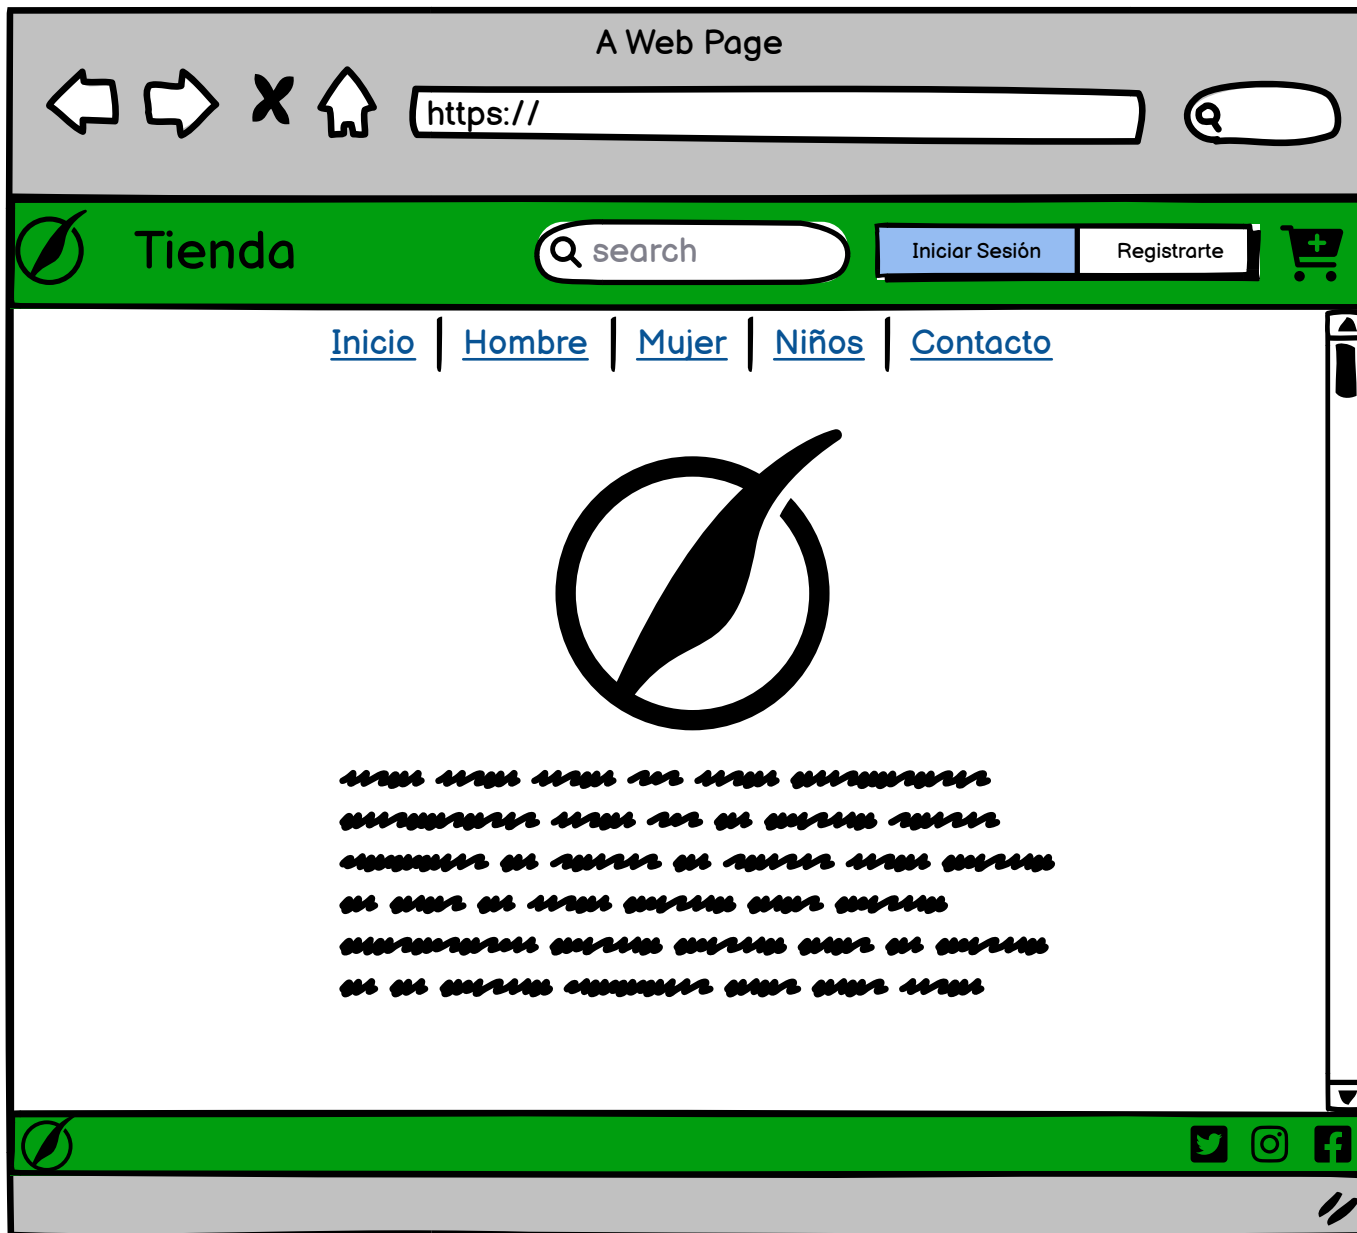 A Web Page
https://
Tienda
search
Iniciar Sesión
Registrarte
Inicio
Hombre
Mujer
Niños
Contacto